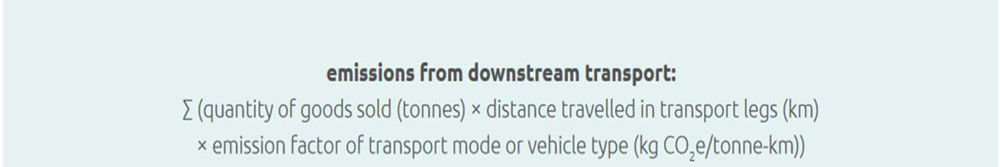 emissions from downstream transport:
∑ (quantity of goods sold (tonnes) × distance travelled in transport legs (km)
× emission factor of transport mode or vehicle type (kg CO₂e/tonne-km))